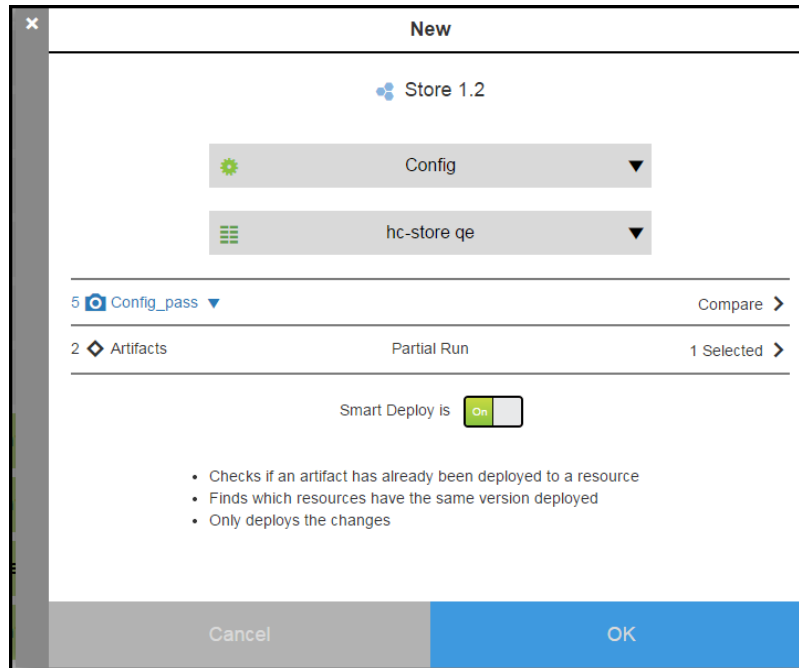 New
Store 1.2
Config
hc-store qe
5 Config_pass Compare
2 Artifacts Partial Run 1 Selected
Smart Deploy is On
• Checks if an artifact has already been deployed to a resource
• Finds which resources have the same version deployed
• Only deploys the changes
Cancel OK